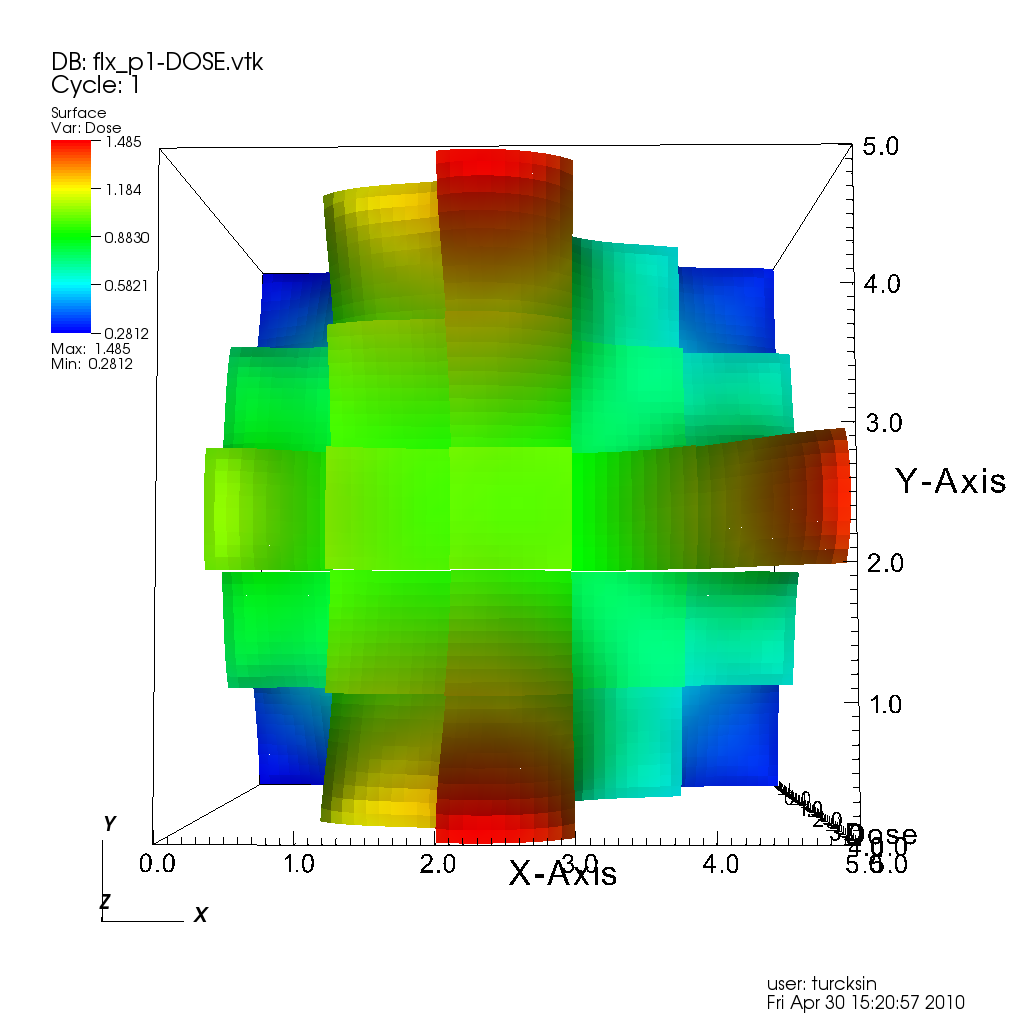 DB: flx_p1-DOSE.vtk
Cycle: 1
Surface
Var: Dose
1.485
1.184
0.8830
0.5821
0.2812
Max: 1.485
Min: 0.2812
5.0
4.0
3.0
Y-Axis
2.0
1.0
Dose
0.0 1.0 2.0 3.0 4.0
X-Axis
Y
Z
X
user: turcksin
Fri Apr 30 15:20:57 2010